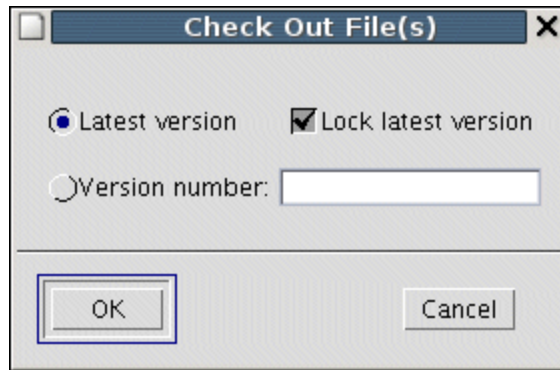 Check Out File(s)
Latest version Lock latest version
Version number:
OK Cancel